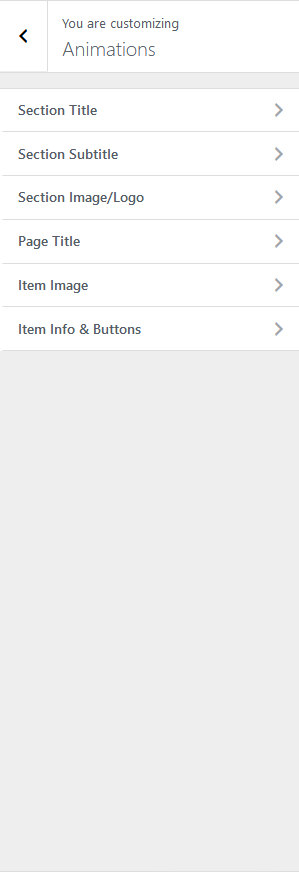 You are customizing
Animations
Section Title
Section Subtitle
Section Image/Logo
Page Title
Item Image
Item Info & Buttons